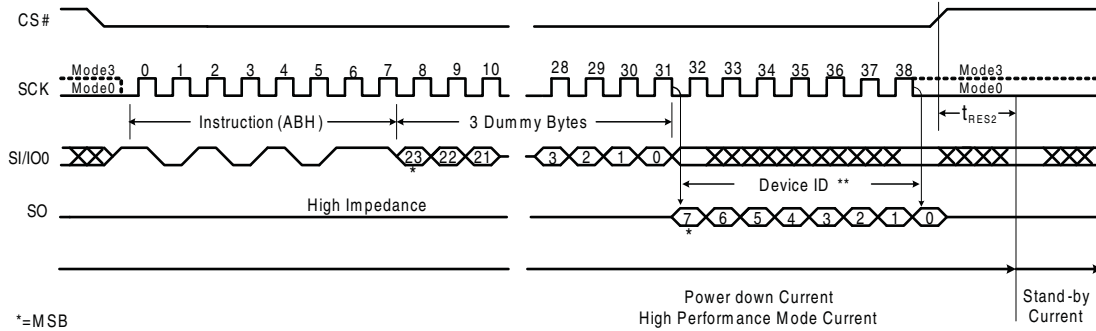 CS#
SCK
Mode3
Mode0
0 1 2 3 4 5 6 7 8 9 10
28 29 30 31 32 33 34 35 36 37 38
Mode3
Mode0
Instruction (ABH)
3 Dummy Bytes
tRES2
SI/IO0
23 22 21
*
3 2 1 0
Device ID **
SO
High Impedance
7 6 5 4 3 2 1 0
*
Power down Current
High Performance Mode Current
Stand-by
Current
*=MSB